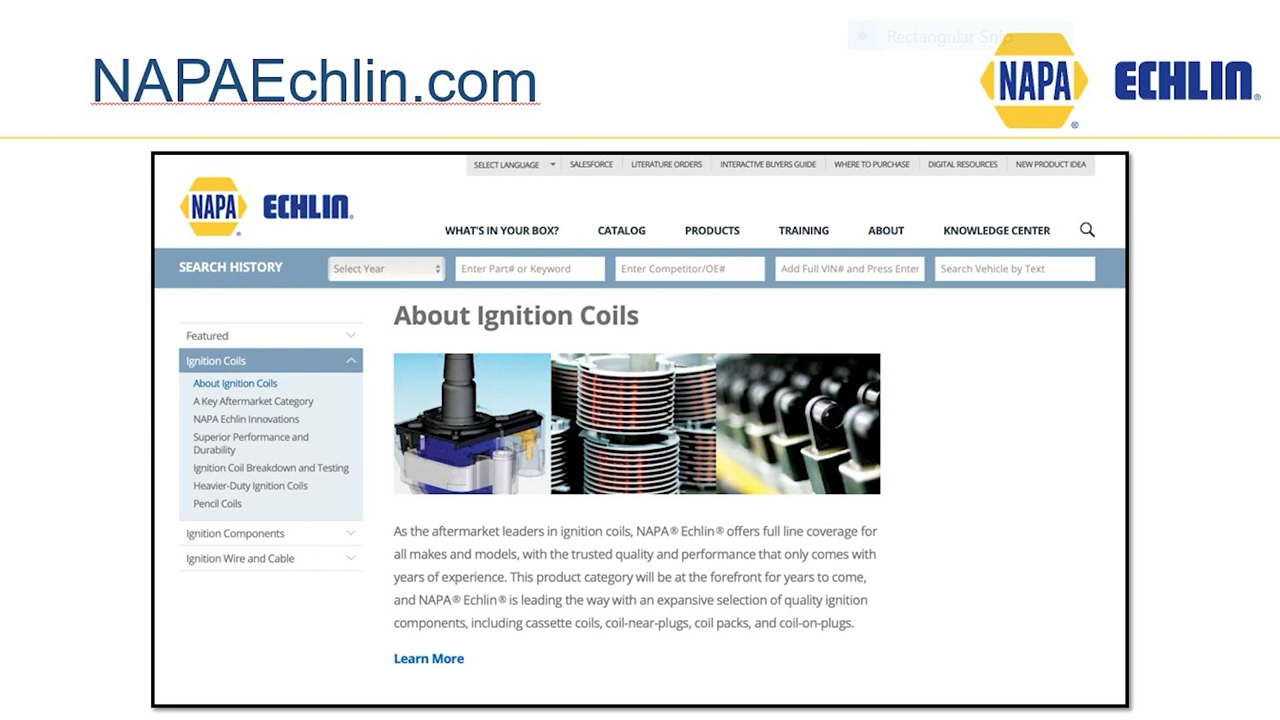 Rectangular Snip
NAPAEchlin.com
NAPA ECHLIN®
®
SELECT LANGUAGE SALESFORCE LITERATURE ORDERS INTERACTIVE BUYERS GUIDE WHERE TO PURCHASE DIGITAL RESOURCES NEW PRODUCT IDEA
NAPA ECHLIN®
®
WHAT'S IN YOUR BOX? CATALOG PRODUCTS TRAINING ABOUT KNOWLEDGE CENTER
SEARCH HISTORY Select Year Enter Part# or Keyword Enter Competitor/OE# Add Full VIN# and Press Enter Search Vehicle by Text
Featured
Ignition Coils
About Ignition Coils
A Key Aftermarket Category
NAPA Echlin Innovations
Superior Performance and
Durability
Ignition Coil Breakdown and Testing
Heavier-Duty Ignition Coils
Pencil Coils
Ignition Components
Ignition Wire and Cable
About Ignition Coils
As the aftermarket leaders in ignition coils, NAPA® Echlin® offers full line coverage for
all makes and models, with the trusted quality and performance that only comes with
years of experience. This product category will be at the forefront for years to come,
and NAPA® Echlin® is leading the way with an expansive selection of quality ignition
components, including cassette coils, coil-near-plugs, coil packs, and coil-on-plugs.
Learn More